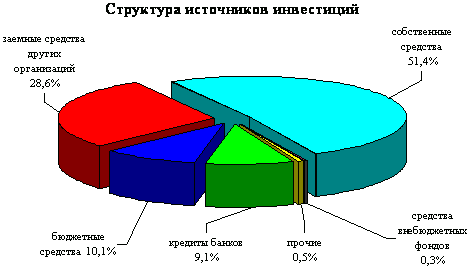 Структура источников инвестиций
заемные средства
других
организаций
28,6%
собственные
средства
51,4%
бюджетные
средства 10,1%
кредиты банков
9,1%
прочие
0,5%
средства
внебюджетных
фондов
0,3%